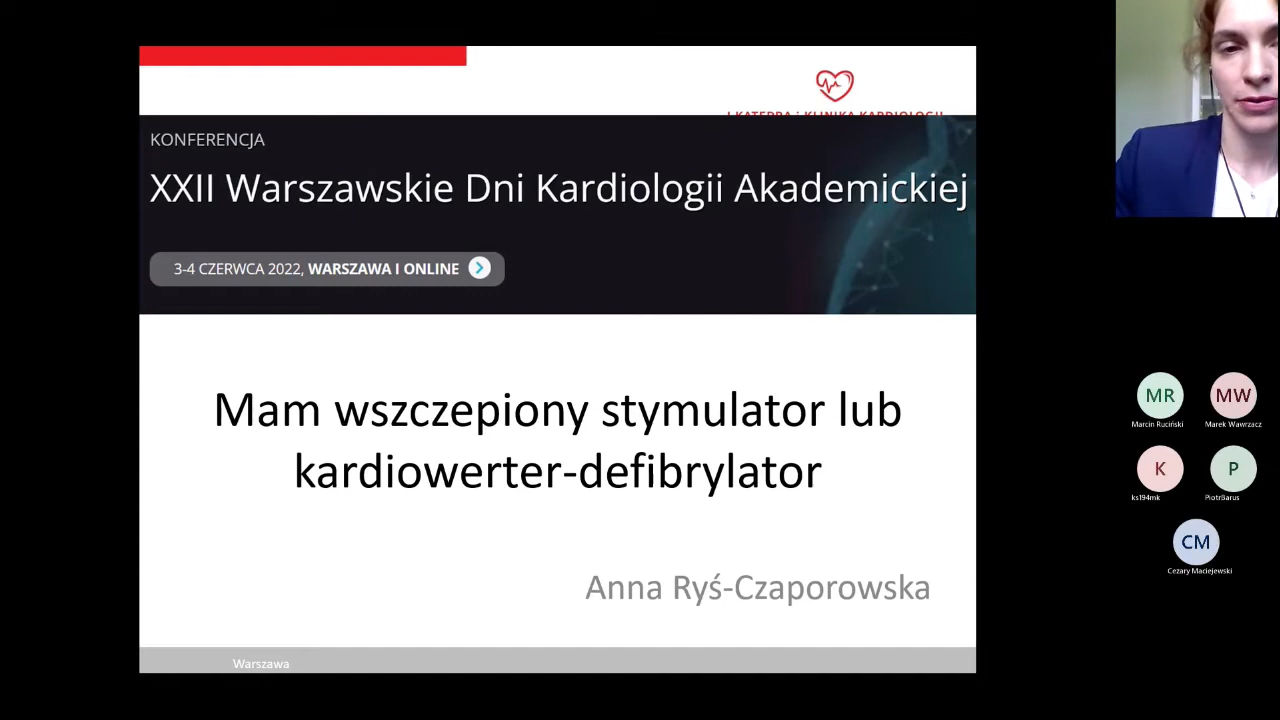 I KATEDRA i KLINIKA KARDIOLOGII
KONFERENCJA
XXII Warszawskie Dni Kardiologii Akademickiej
3-4 CZERWCA 2022, WARSZAWA I ONLINE
Mam wszczepiony stymulator lub
kardiowerter-defibrylator
Anna Ryś-Czaporowska
Warszawa
MR
Marcin Ruciński
MW
Marek Wawrzacz
K
ks194mk
P
PiotrBarus
CM
Cezary Maciejewski